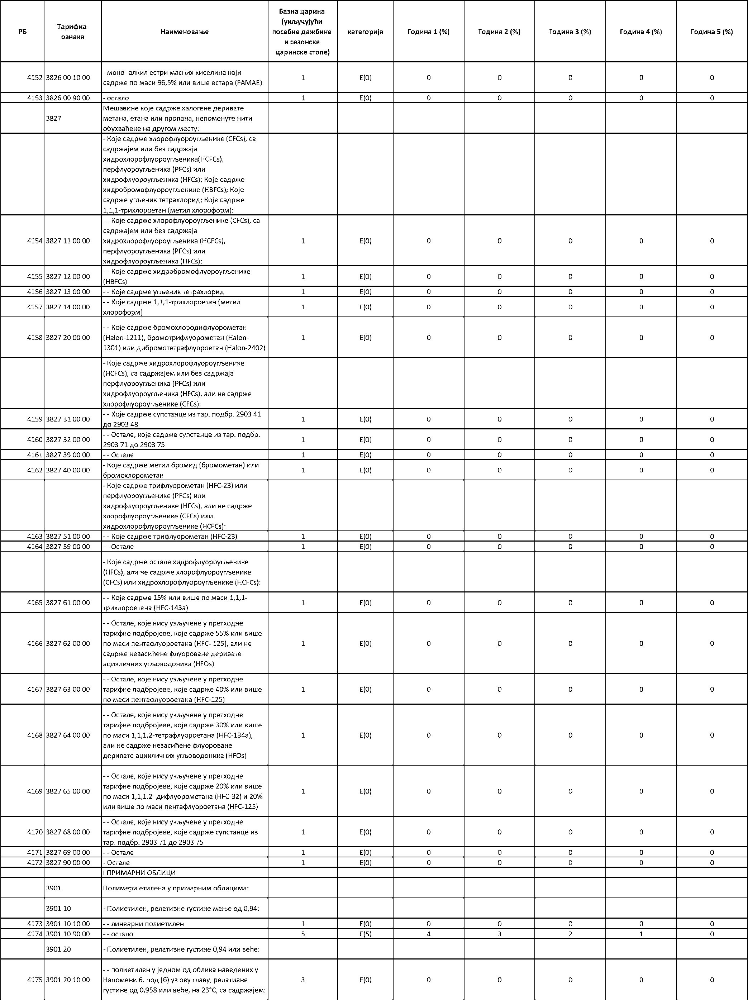 РБ Тарифна ознака Наименовање Базна царина (укључујући посебне дажбине и сезонске царинске стопе) категорија Година 1 (%) Година 2 (%) Година 3 (%) Година 4 (%) Година 5 (%)
4152 3826 00 10 00 - моно- алкил естри масних киселина који
садрже по маси 96,5% или више естара (FAMAE) 1 E(0) 0 0 0 0 0
4153 3826 00 90 00 - остало 1 E(0) 0 0 0 0 0
3827 Мешавине које садрже халогене деривате
метана, етана или пропана, непоменуте нити
обухваћене на другом месту:
- Које садрже хлорофлуороугљенике (CFCs), са
садржајем или без садржаја
хидрохлорофлуороугљеника(HCFCs),
перфлуороугљеника (PFCs) или
хидрофлуороугљеника (HFCs); Које садрже
хидробромофлуороугљенике (HBFCs); Које
садрже угљеник тетрахлорид; Које садрже
1,1,1-трихлороетан (метил хлороформ):
4154 3827 11 00 00 - - Које садрже хлорофлуороугљенике (CFCs), са
садржајем или без садржаја
хидрохлорофлуороугљеника (HCFCs),
перфлуороугљеника (PFCs) или
хидрофлуороугљеника (HFCs); 1 E(0) 0 0 0 0 0
4155 3827 12 00 00 - - Које садрже хидробромофлуороугљенике
(HBFCs) 1 E(0) 0 0 0 0 0
4156 3827 13 00 00 - - Које садрже угљеник тетрахлорид 1 E(0) 0 0 0 0 0
4157 3827 14 00 00 - - Које садрже 1,1,1-трихлороетан (метил
хлороформ) 1 E(0) 0 0 0 0 0
4158 3827 20 00 00 - - Које садрже бромохлородифлуорометан
(Halon-1211), бромотрифлуорометан (Halon-
1301) или дибромотетрафлуороетан (Halon-2402) 1 E(0) 0 0 0 0 0
- Које садрже хидрохлорофлуороугљенике
(HCFCs), са садржајем или без садржаја
перфлуороугљеника (PFCs) или
хидрофлуороугљеника (HFCs), али не садрже
хлорофлуороугљенике (CFCs):
4159 3827 31 00 00 - - Које садрже супстанце из тар. подбр. 2903 41
до 2903 48 1 E(0) 0 0 0 0 0
4160 3827 32 00 00 - - Остале, које садрже супстанце из тар. подбр.
2903 71 до 2903 75 1 E(0) 0 0 0 0 0
4161 3827 39 00 00 - - Остале 1 E(0) 0 0 0 0 0
4162 3827 40 00 00 - Које садрже метил бромид (бромометан) или
бромохлорометан 1 E(0) 0 0 0 0 0
- Које садрже трифлуорометан (HFC-23) или
перфлуороугљенике (PFCs) или
хидрофлуороугљенике (HFCs), али не садрже
хлорофлуороугљенике (CFCs) или
хидрохлорофлуороугљенике (HCFCs):
4163 3827 51 00 00 - - Које садрже трифлуорометан (HFC-23) 1 E(0) 0 0 0 0 0
4164 3827 59 00 00 - - Остале 1 E(0) 0 0 0 0 0
- Које садрже остале хидрофлуороугљенике
(HFCs), али не садрже хлорофлуороугљенике
(CFCs) или хидрохлорофлуороугљенике (HCFCs):
4165 3827 61 00 00 - - Које садрже 15% или више по маси 1,1,1-
трихлороетана (HFC-143a) 1 E(0) 0 0 0 0 0
4166 3827 62 00 00 - - Остале, које нису укључене у претходне
тарифне подбројеве, које садрже 55% или више
по маси пентафлуороетана (HFC- 125), али не
садрже незасићене флуороване деривате
ацикличних угљоводоника (HFOs) 1 E(0) 0 0 0 0 0
4167 3827 63 00 00 - - Остале, које нису укључене у претходне
тарифне подбројеве, које садрже 40% или више
по маси пентафлуороетана (HFC-125) 1 E(0) 0 0 0 0 0
4168 3827 64 00 00 - - Остале, које нису укључене у претходне
тарифне подбројеве, које садрже 30% или више
по маси 1,1,1,2-тетрафлуороетана (HFC-134a),
али не садрже незасићене флуороване
деривате ацикличних угљоводоника (HFOs) 1 E(0) 0 0 0 0 0
4169 3827 65 00 00 - - Остале, које нису укључене у претходне
тарифне подбројеве, које садрже 20% или више
по маси 1,1,1,2- дифлуорометана (HFC-32) и 20%
или више по маси пентафлуороетана (HFC-125) 1 E(0) 0 0 0 0 0
4170 3827 68 00 00 - - Остале, које нису укључене у претходне
тарифне подбројеве, које садрже супстанце из
тар. подбр. 2903 71 до 2903 75 1 E(0) 0 0 0 0 0
4171 3827 69 00 00 - - Остале 1 E(0) 0 0 0 0 0
4172 3827 90 00 00 - Остале 1 E(0) 0 0 0 0 0
I ПРИМАРНИ ОБЛИЦИ
3901 Полимери етилена у примарним облицима:
3901 10 - Полиетилен, релативне густине мање од 0,94:
4173 3901 10 10 00 - - линеарни полиетилен 1 E(0) 0 0 0 0 0
4174 3901 10 90 00 - - остало 5 E(5) 4 3 2 1 0
3901 20 - Полиетилен, релативне густине 0,94 или веће:
4175 3901 20 10 00 - - полиетилен у једном од облика наведених у
Напомени 6. под (б) уз ову главу, релативне
густине од 0,958 или веће, на 23°C, са садржајем: 3 E(0) 0 0 0 0 0